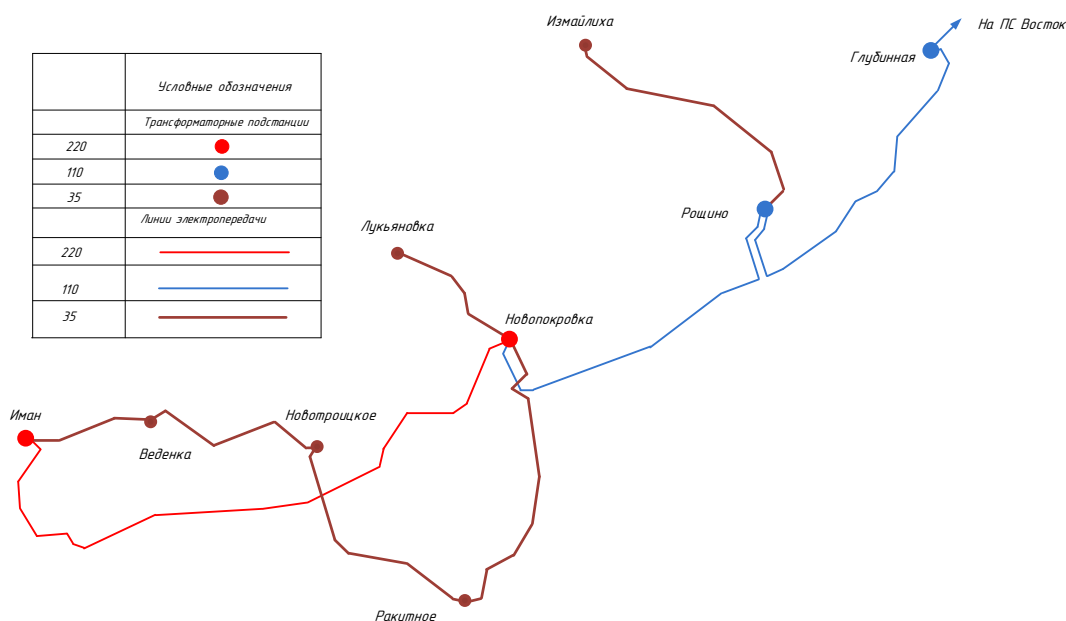 Измайлиха
На ПС Восток
Глубинная
Условные обозначения
Трансформаторные подстанции
220
110
35
Линии электропередачи
220
110
35
Рощино
Лукьяновка
Новопокровка
Иман
Новотроицкое
Веденка
Ракитное